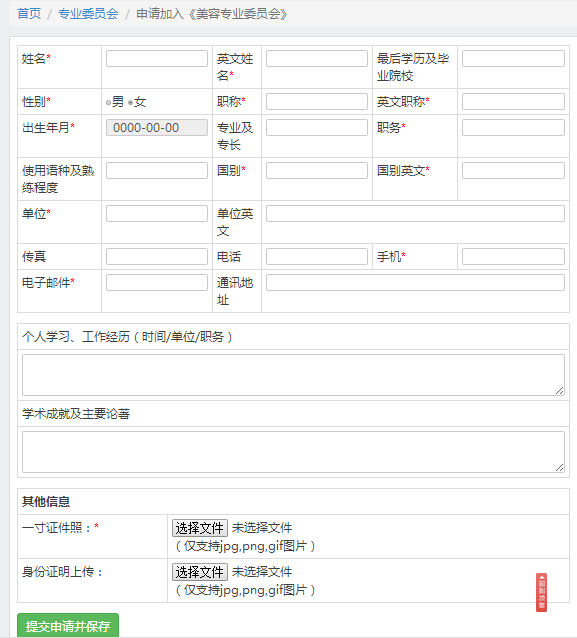 首页 / 专业委员会 / 申请加入《美容专业委员会》
姓名* 英文姓 最后学历及毕
名* 业院校
性别* 男 女 职称* 英文职称*
出生年月* 0000-00-00 专业及 职务*
专长
使用语种及熟 国别* 国别英文*
练程度
单位* 单位英
文
传真 电话 手机*
电子邮件* 通讯地
址
个人学习、工作经历（时间/单位/职务）
学术成就及主要论著
其他信息
一寸证件照：* 选择文件 未选择文件
（仅支持jpg,png,gif图片）
身份证明上传： 选择文件 未选择文件
（仅支持jpg,png,gif图片）
回到顶部
提交申请并保存